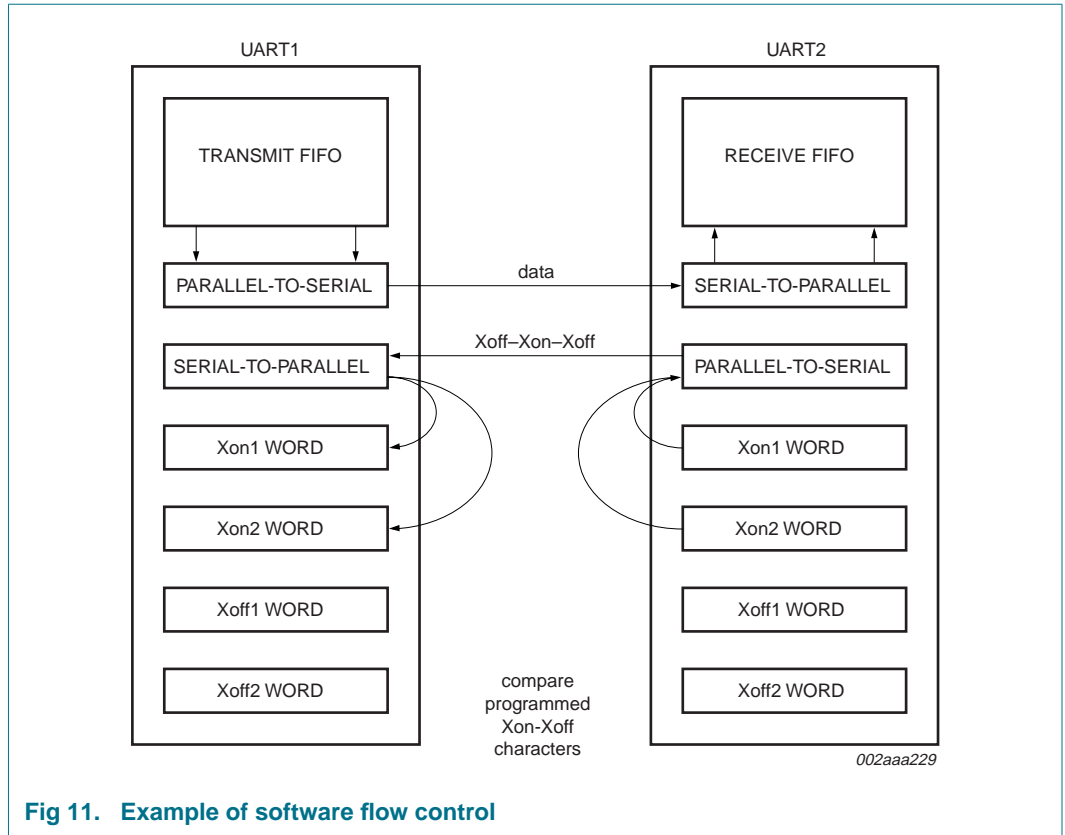 UART1
UART2
TRANSMIT FIFO
RECEIVE FIFO
PARALLEL-TO-SERIAL
data
SERIAL-TO-PARALLEL
Xoff–Xon–Xoff
SERIAL-TO-PARALLEL
PARALLEL-TO-SERIAL
Xon1 WORD
Xon1 WORD
Xon2 WORD
Xon2 WORD
Xoff1 WORD
Xoff1 WORD
Xoff2 WORD
Xoff2 WORD
compare
programmed
Xon-Xoff
characters
002aaa229
Fig 11. Example of software flow control